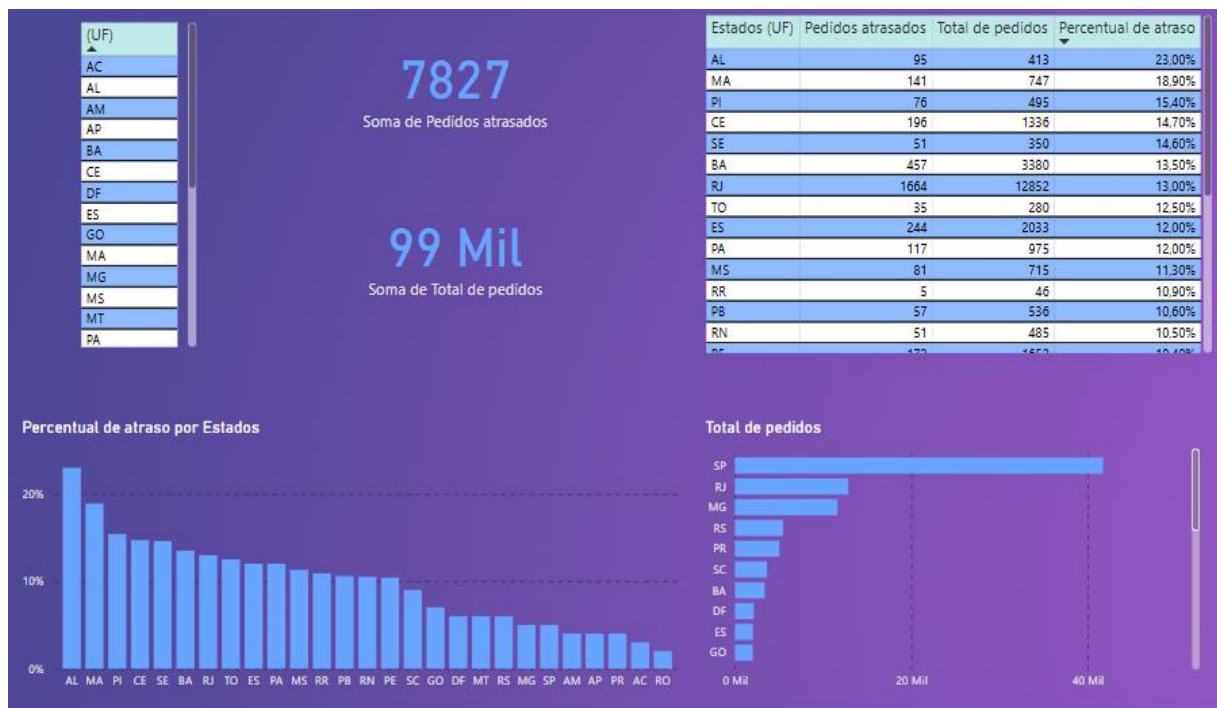 (UF)
AC
AL
AM
AP
BA
CE
DF
ES
GO
MA
MG
MS
MT
PA
7827
Soma de Pedidos atrasados
99 Mil
Soma de Total de pedidos
Estados (UF) Pedidos atrasados Total de pedidos Percentual de atraso
AL 95 413 23,00%
MA 141 747 18,90%
PI 76 495 15,40%
CE 196 1336 14,70%
SE 51 350 14,60%
BA 457 3380 13,50%
RJ 1664 12852 13,00%
TO 35 280 12,50%
ES 244 2033 12,00%
PA 117 975 12,00%
MS 81 715 11,30%
RR 5 46 10,90%
PB 57 536 10,60%
RN 51 485 10,50%
Percentual de atraso por Estados
20%
10%
0%
AL MA PI CE SE BA RJ TO ES PA MS RR PB RN PE SC GO DF MT RS MG SP AM AP PR AC RO
Total de pedidos
SP
RJ
MG
RS
PR
SC
BA
DF
ES
GO
0 Mil 20 Mil 40 Mil